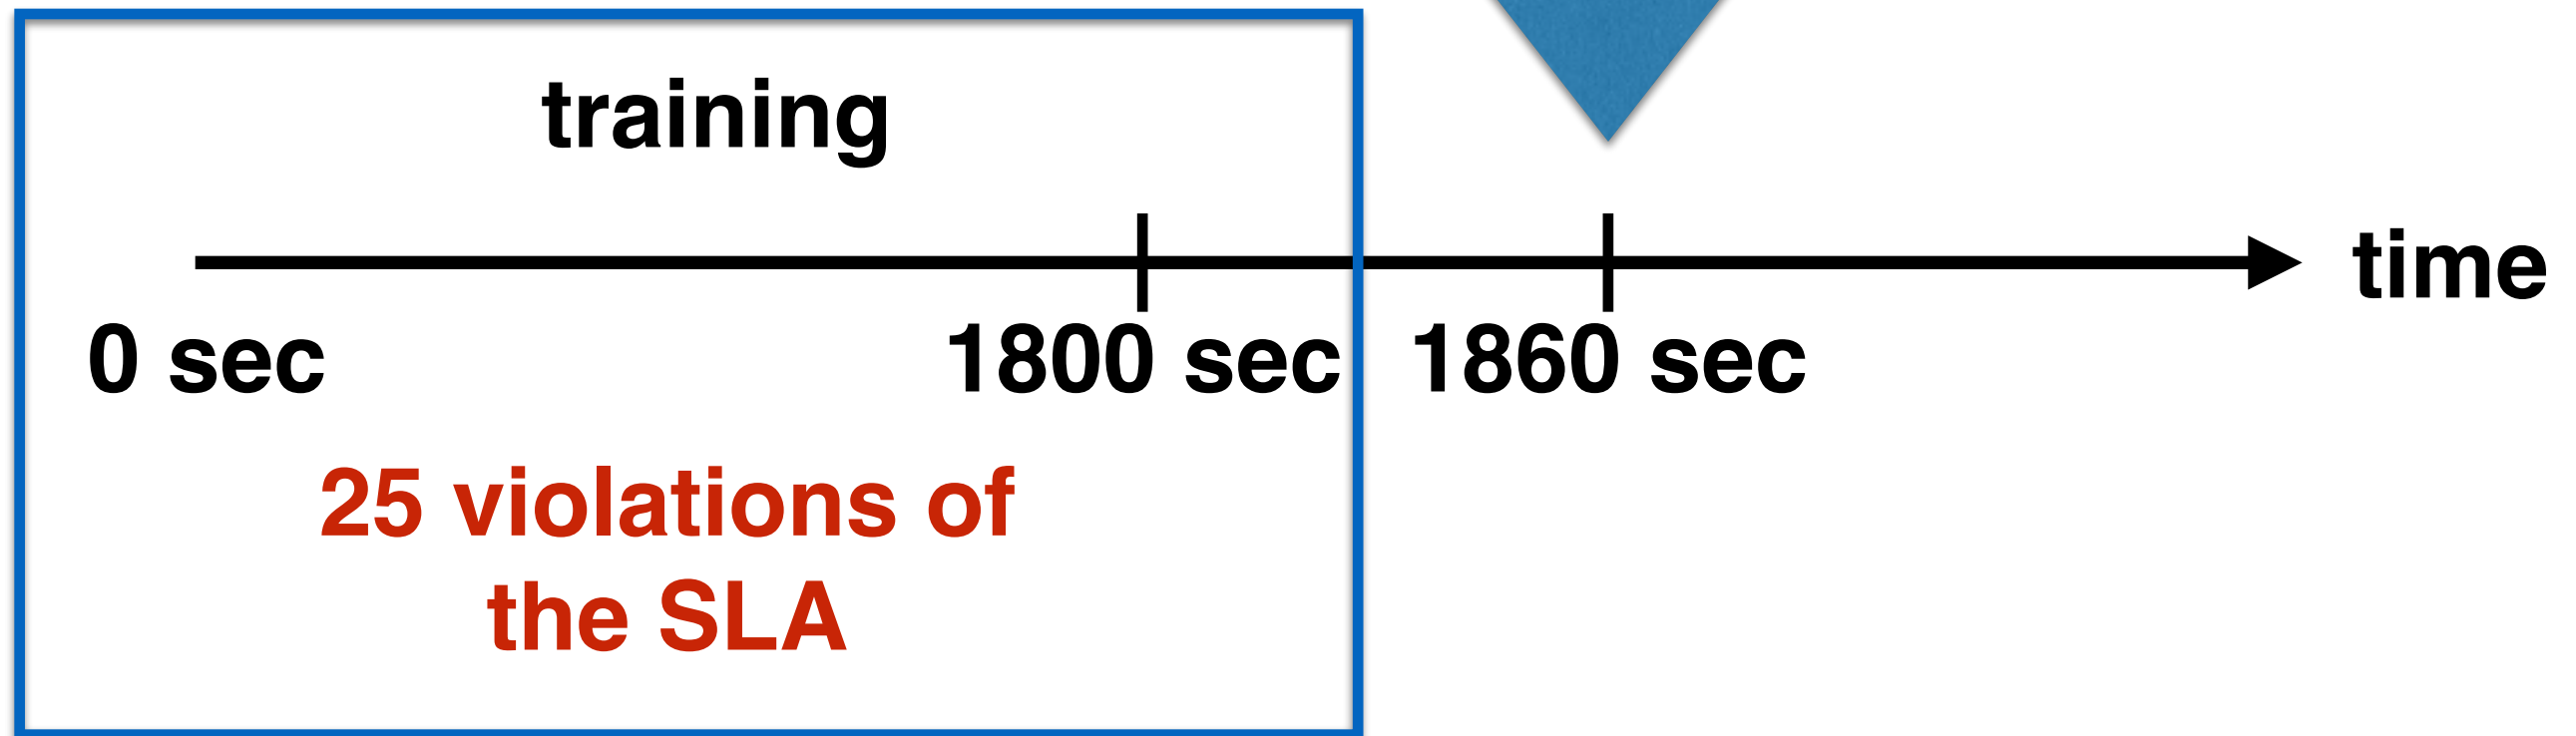 training
time
0 sec
1800 sec
1860 sec
25 violations of
the SLA